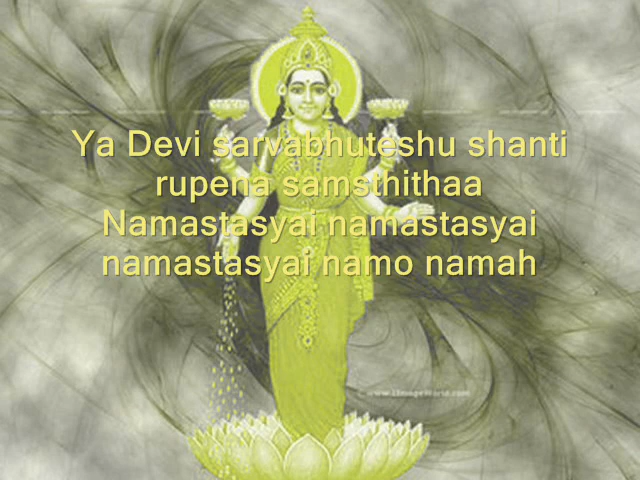 Ya Devi sarvabhuteshu shanti
rupena samsthithaa
Namastasyai namastasyai
namastasyai namo namah